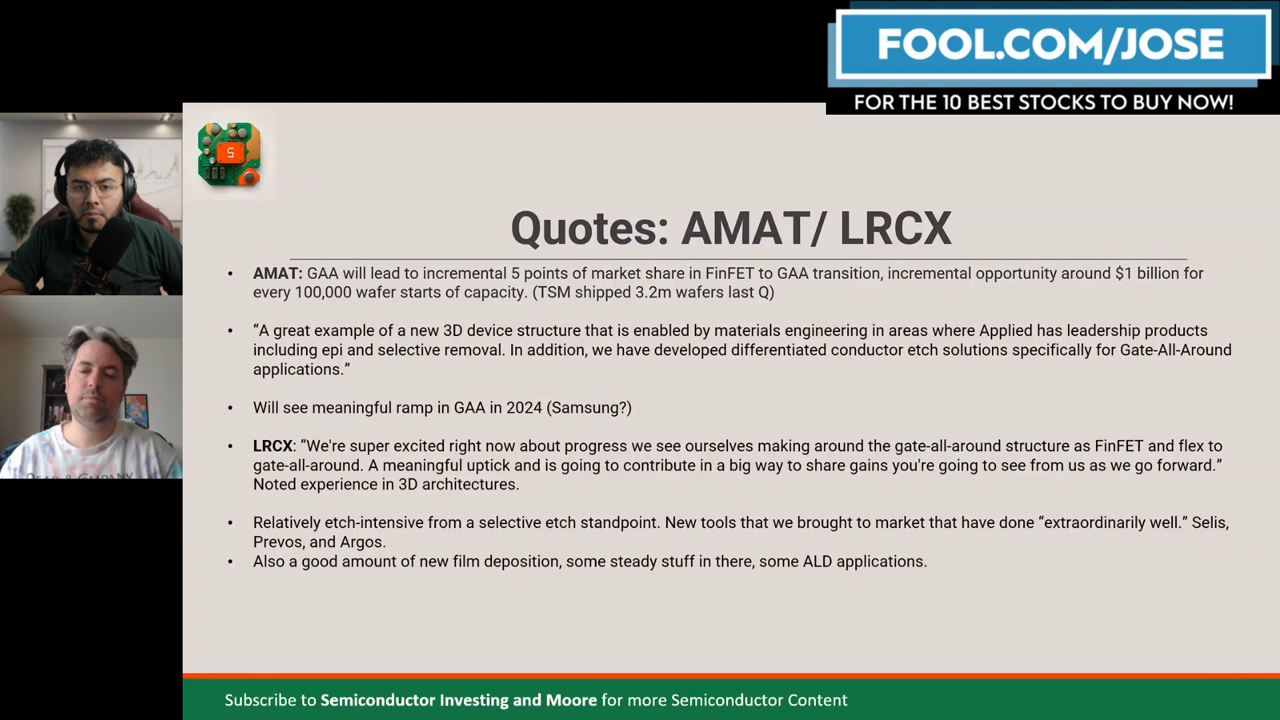 FOOL.COM/JOSE
FOR THE 10 BEST STOCKS TO BUY NOW!
S
Quotes: AMAT/ LRCX
• AMAT: GAA will lead to incremental 5 points of market share in FinFET to GAA transition, incremental opportunity around $1 billion for
every 100,000 wafer starts of capacity. (TSM shipped 3.2m wafers last Q)
• “A great example of a new 3D device structure that is enabled by materials engineering in areas where Applied has leadership products
including epi and selective removal. In addition, we have developed differentiated conductor etch solutions specifically for Gate-All-Around
applications.”
• Will see meaningful ramp in GAA in 2024 (Samsung?)
• LRCX: “We're super excited right now about progress we see ourselves making around the gate-all-around structure as FinFET and flex to
gate-all-around. A meaningful uptick and is going to contribute in a big way to share gains you're going to see from us as we go forward.”
Noted experience in 3D architectures.
• Relatively etch-intensive from a selective etch standpoint. New tools that we brought to market that have done “extraordinarily well.” Selis,
Prevos, and Argos.
• Also a good amount of new film deposition, some steady stuff in there, some ALD applications.
Subscribe to Semiconductor Investing and Moore for more Semiconductor Content